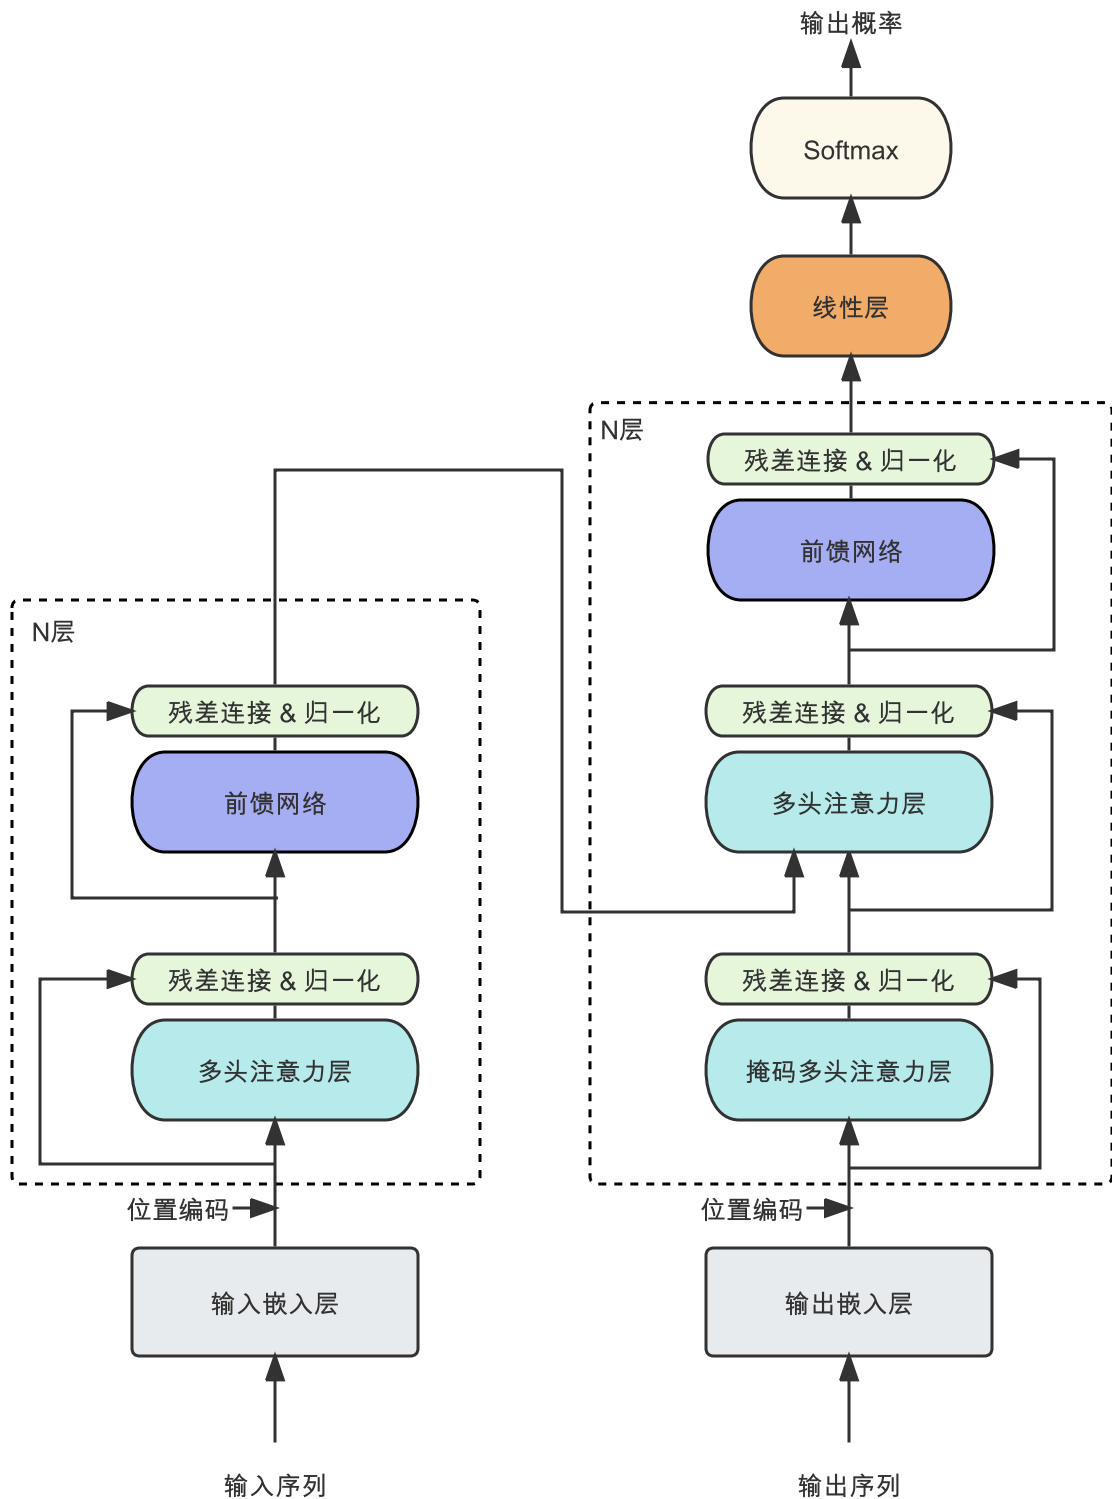 输出概率
Softmax
线性层
N层
残差连接 & 归一化
前馈网络
N层
残差连接 & 归一化
残差连接 & 归一化
前馈网络
多头注意力层
残差连接 & 归一化
残差连接 & 归一化
多头注意力层
掩码多头注意力层
位置编码
位置编码
输入嵌入层
输出嵌入层
输入序列
输出序列